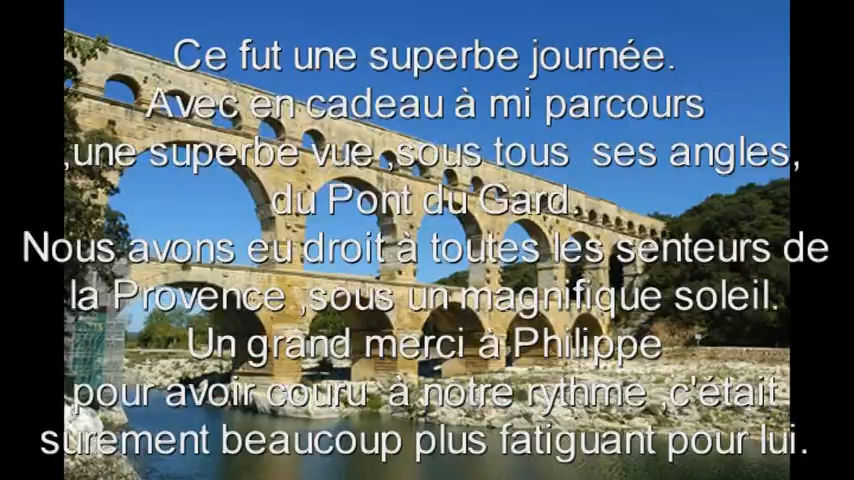 Ce fut une superbe journée.
Avec en cadeau à mi parcours
,une superbe vue ,sous tous  ses angles,
du Pont du Gard
Nous avons eu droit à toutes les senteurs de
la Provence ,sous un magnifique soleil.
Un grand merci à Philippe
pour avoir couru  à notre rythme ,c'était
surement beaucoup plus fatiguant pour lui.